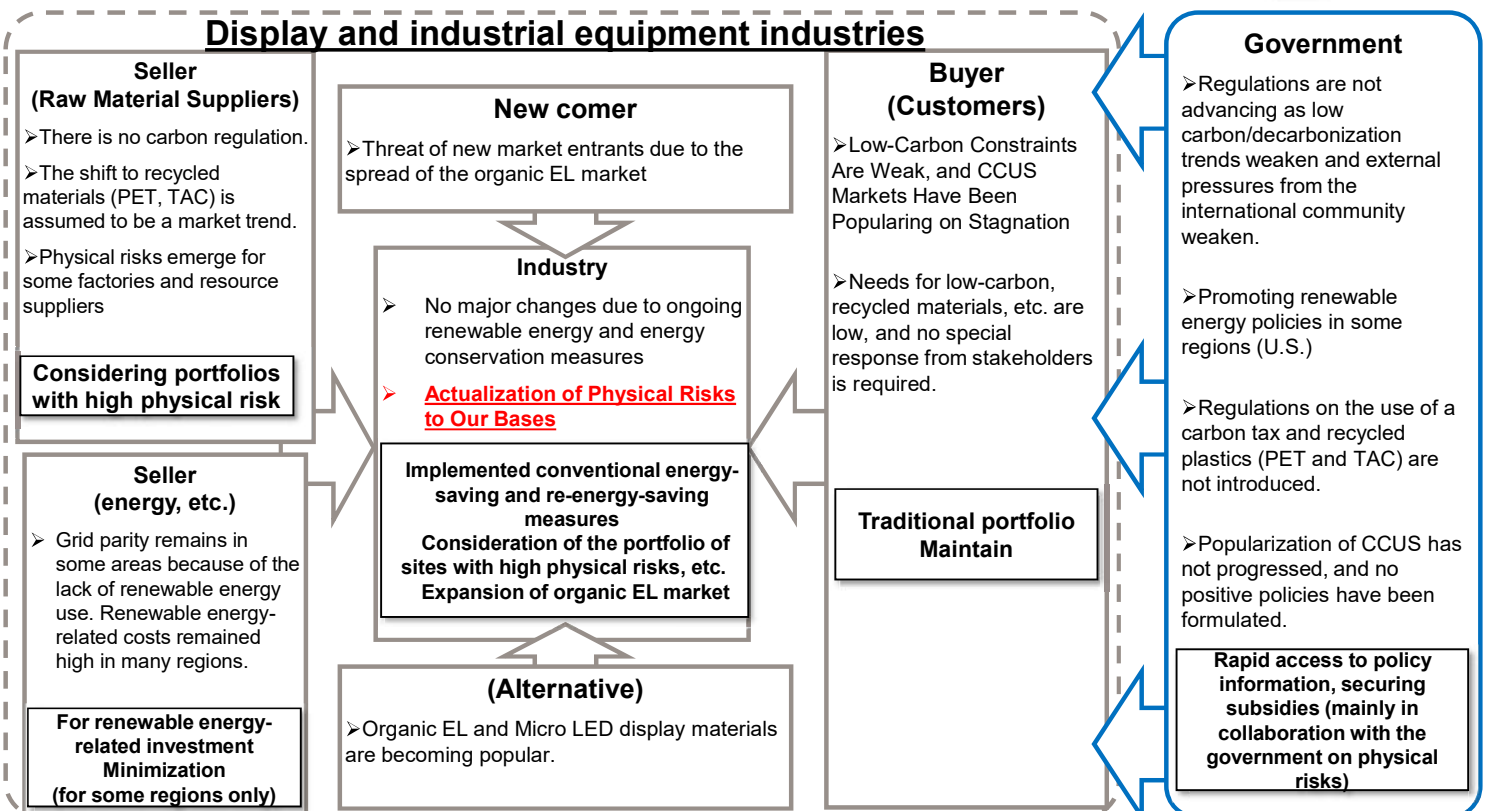 Display and industrial equipment industries
Seller
(Raw Material Suppliers)
➢There is no carbon regulation.
➢The shift to recycled
materials (PET, TAC) is
assumed to be a market trend.
➢Physical risks emerge for
some factories and resource
suppliers
Considering portfolios
with high physical risk
Seller
(energy, etc.)
➢ Grid parity remains in
some areas because of the
lack of renewable energy
use. Renewable energy-
related costs remained
high in many regions.
For renewable energy-
related investment
Minimization
(for some regions only)
New comer
➢Threat of new market entrants due to the
spread of the organic EL market
Industry
➢ No major changes due to ongoing
renewable energy and energy
conservation measures
➢ Actualization of Physical Risks
to Our Bases
Implemented conventional energy-
saving and re-energy-saving
measures
Consideration of the portfolio of
sites with high physical risks, etc.
Expansion of organic EL market
(Alternative)
➢Organic EL and Micro LED display materials
are becoming popular.
Buyer
(Customers)
➢Low-Carbon Constraints
Are Weak, and CCUS
Markets Have Been
Popularing on Stagnation
➢Needs for low-carbon,
recycled materials, etc. are
low, and no special
response from stakeholders
is required.
Traditional portfolio
Maintain
Government
➢Regulations are not
advancing as low
carbon/decarbonization
trends weaken and external
pressures from the
international community
weaken.
➢Promoting renewable
energy policies in some
regions (U.S.)
➢Regulations on the use of a
carbon tax and recycled
plastics (PET and TAC) are
not introduced.
➢Popularization of CCUS has
not progressed, and no
positive policies have been
formulated.
Rapid access to policy
information, securing
subsidies (mainly in
collaboration with the
government on physical
risks)